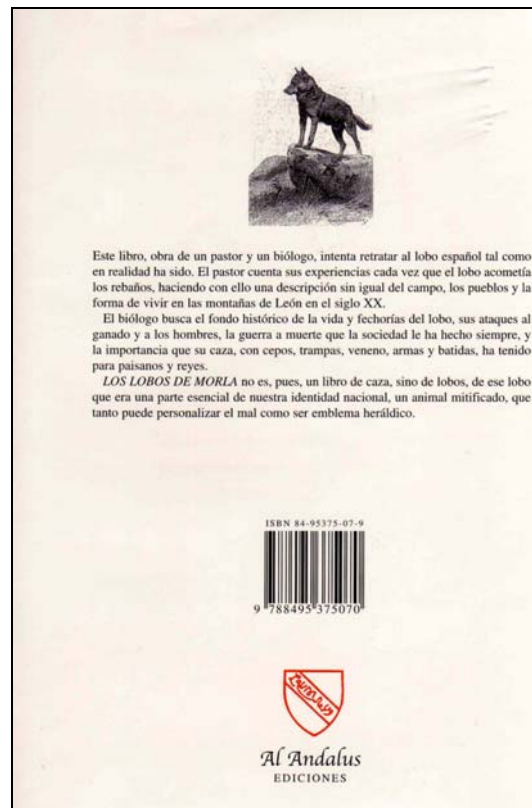 Este libro, obra de un pastor y un biólogo, intenta retratar al lobo español tal como
en realidad ha sido. El pastor cuenta sus experiencias cada vez que el lobo acometía
los rebaños, haciendo con ello una descripción sin igual del campo, los pueblos y la
forma de vivir en las montañas de León en el siglo XX.
El biólogo busca el fondo histórico de la vida y fechorías del lobo, sus ataques al
ganado y a los hombres, la guerra a muerte que la sociedad le ha hecho siempre, y
la importancia que su caza, con cepos, trampas, veneno, armas y batidas, ha tenido
para paisanos y reyes.
LOS LOBOS DE MORLA no es, pues, un libro de caza, sino de lobos, de ese lobo
que era una parte esencial de nuestra identidad nacional, un animal mitificado, que
tanto puede personalizar el mal como ser emblema heráldico.
ISBN 84-95375-07-9
9 788495 375070
Al Andalus
EDICIONES